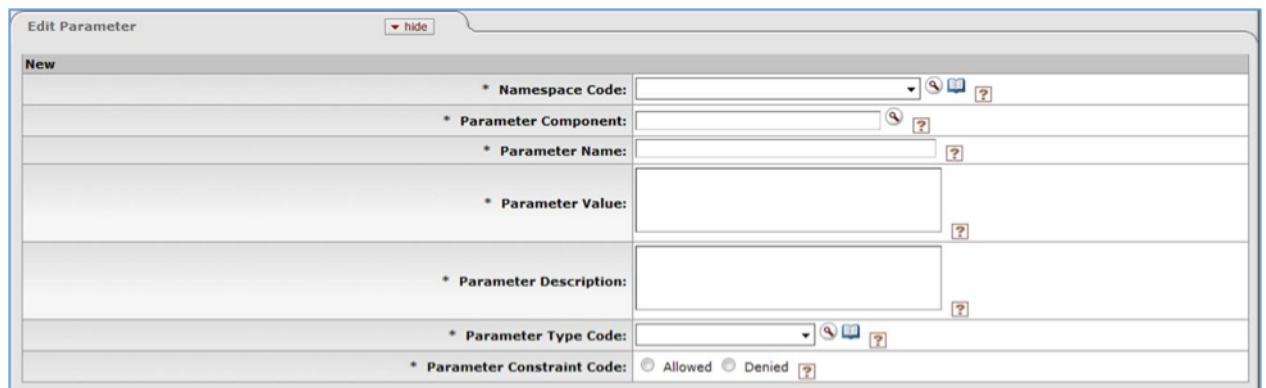 Edit Parameter hide
New
* Namespace Code: ?
* Parameter Component: ?
* Parameter Name: ?
* Parameter Value: ?
* Parameter Description: ?
* Parameter Type Code: ?
* Parameter Constraint Code: Allowed Denied ?